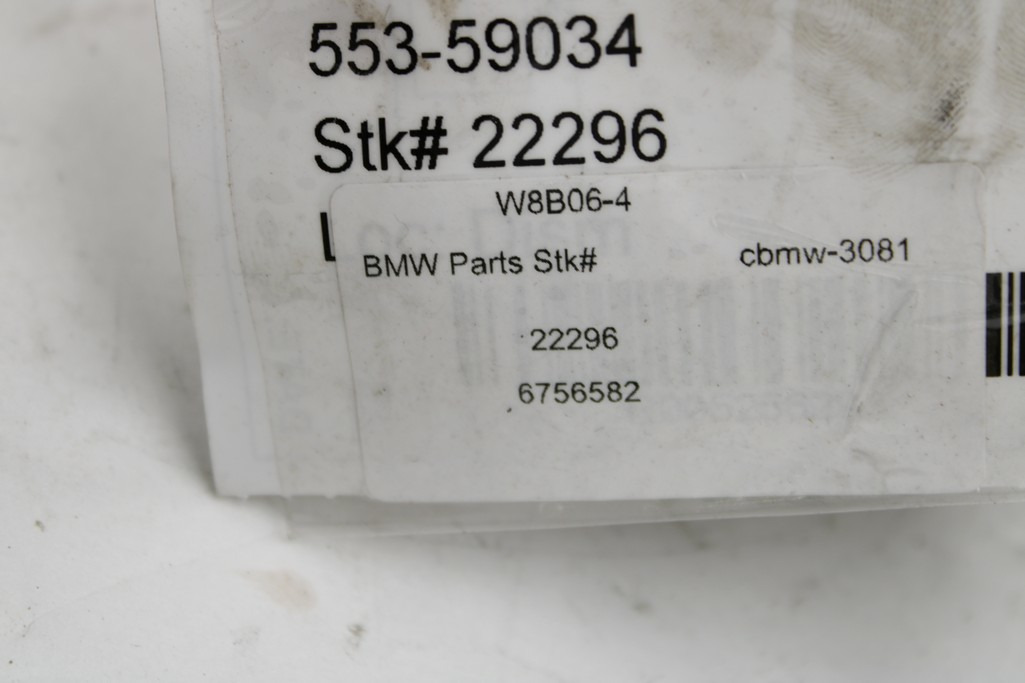 553-59034
Stk# 22296
W8B06-4
BMW Parts Stk# cbmw-3081
22296
6756582